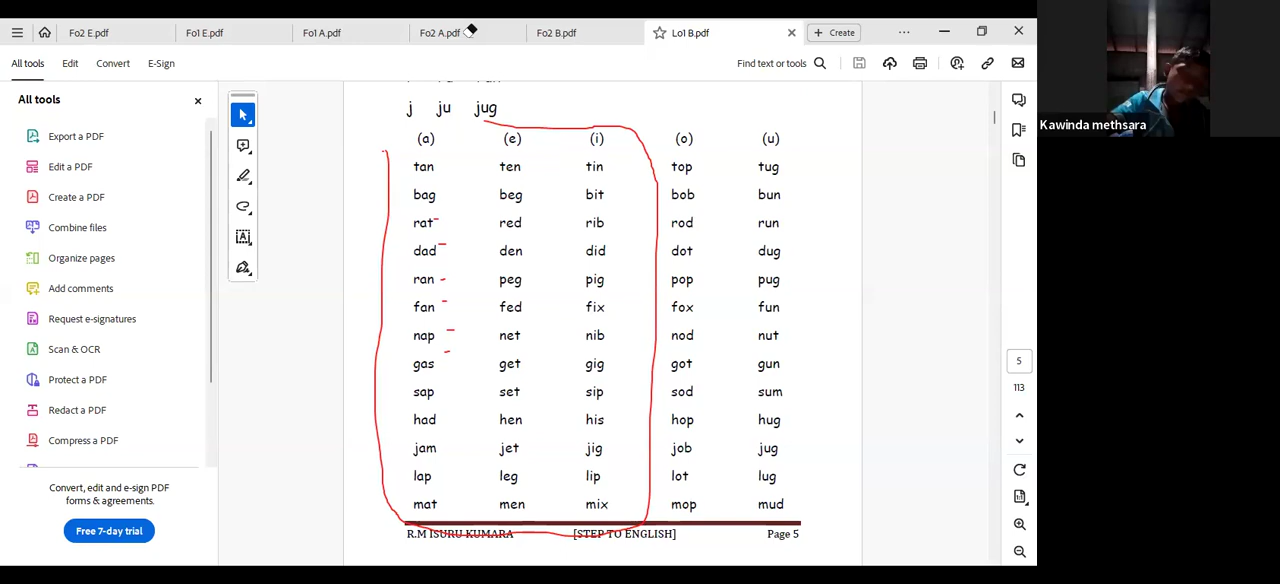 Fo2 E.pdf Fo1 E.pdf Fo1 A.pdf Fo2 A.pdf Fo2 B.pdf Lo1 B.pdf Create
All tools Edit Convert E-Sign Find text or tools
All tools
Export a PDF
Edit a PDF
Create a PDF
Combine files
Organize pages
Add comments
Request e-signatures
Scan & OCR
Protect a PDF
Redact a PDF
Compress a PDF
Convert, edit and e-sign PDF
forms & agreements.
Free 7-day trial
j ju jug
(a) (e) (i) (o) (u)
tan ten tin top tug
bag beg bit bob bun
rat red rib rod run
dad den did dot dug
ran peg pig pop pug
fan fed fix fox fun
nap net nib nod nut
gas get gig got gun
sap set sip sod sum
had hen his hop hug
jam jet jig job jug
lap leg lip lot lug
mat men mix mop mud
R.M ISURU KUMARA [STEP TO ENGLISH] Page 5
5
113
Kawinda methsara